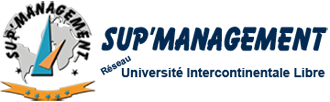 SUP'MANAGEMENT
SUP'MANAGEMENT
Réseau
Université Intercontinentale Libre